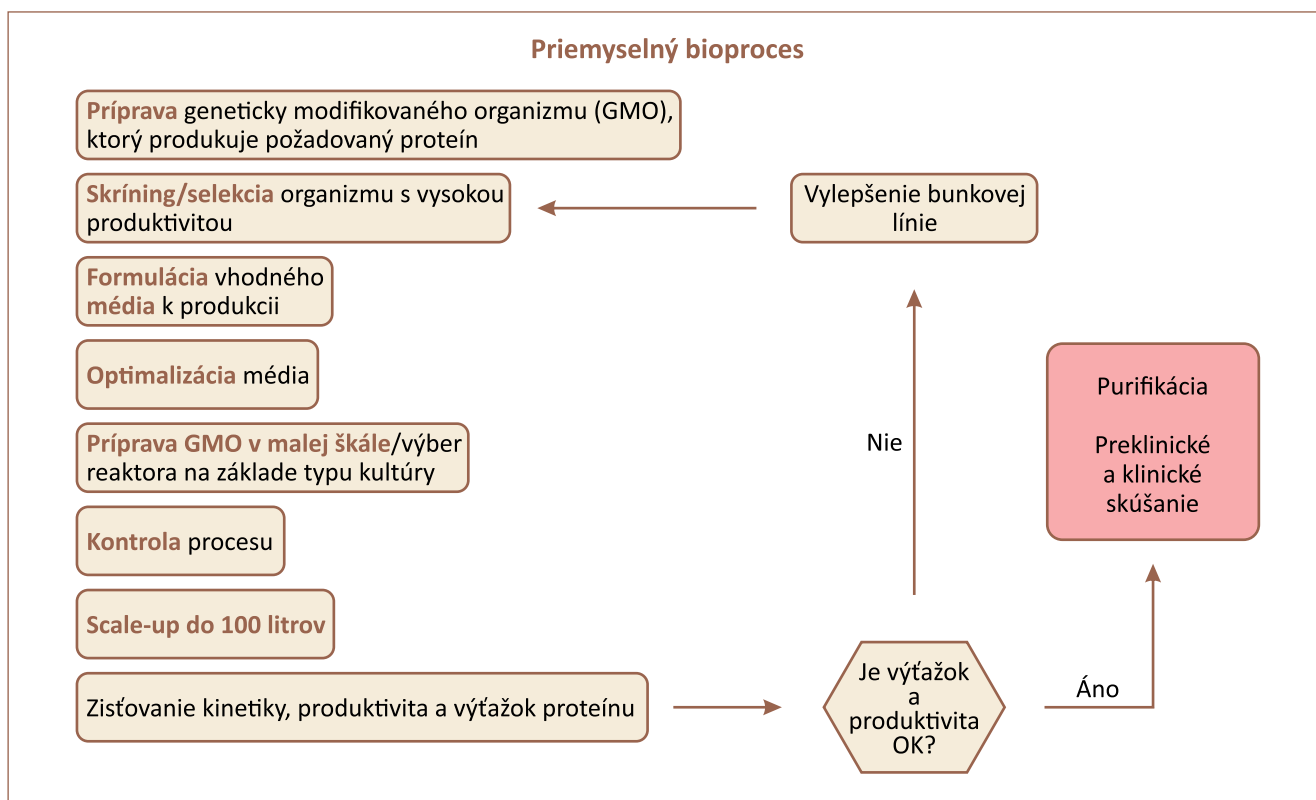 Priemyselný bioproces
Príprava geneticky modifikovaného organizmu (GMO),
ktorý produkuje požadovaný proteín
Skríning/selekcia organizmu s vysokou
produktivitou
Vylepšenie bunkovej
línie
Formulácia vhodného
média k produkcii
Optimalizácia média
Príprava GMO v malej škále/výber
reaktora na základe typu kultúry
Kontrola procesu
Scale-up do 100 litrov
Zisťovanie kinetiky, produktivita a výťažok proteínu
Je výťažok
a
produktivita
OK?
Nie
Áno
Purifikácia
Preklinické
a klinické
skúšanie